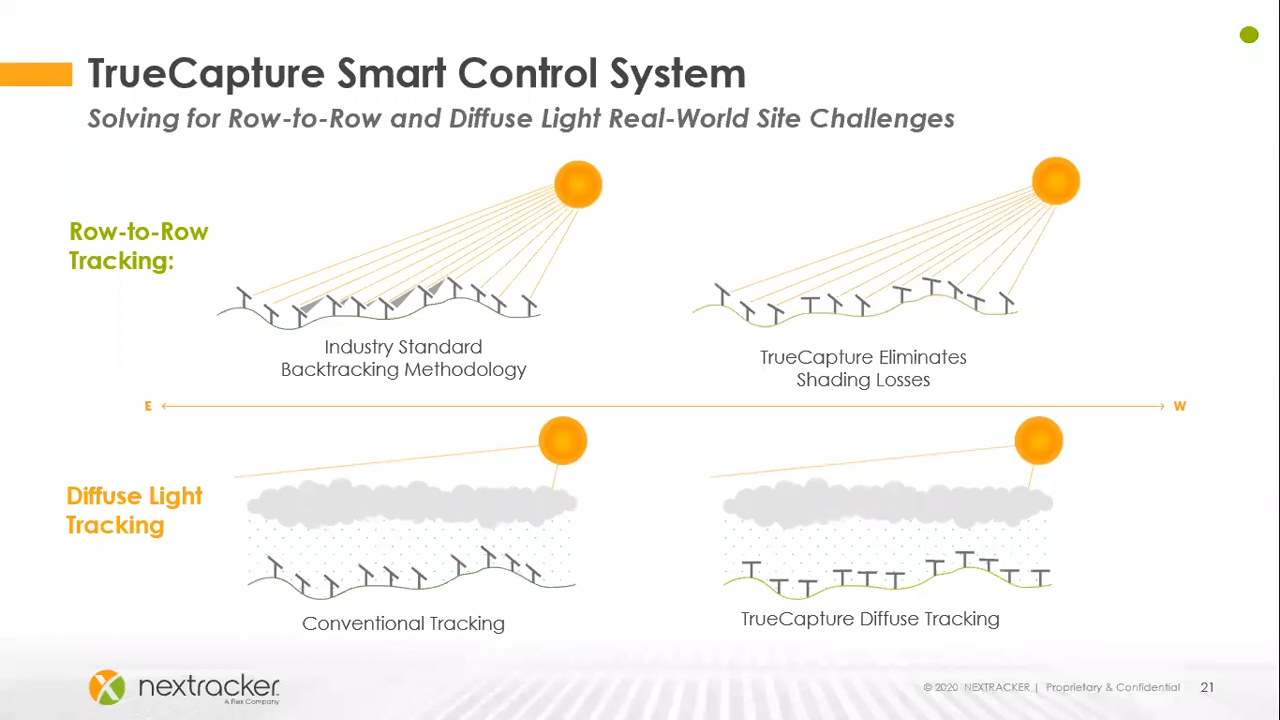 TrueCapture Smart Control System
Solving for Row-to-Row and Diffuse Light Real-World Site Challenges
Row-to-Row
Tracking:
Industry Standard
Backtracking Methodology
TrueCapture Eliminates
Shading Losses
E
W
Diffuse Light
Tracking
Conventional Tracking
TrueCapture Diffuse Tracking
nextracker.
A Flex Company
© 2020 NEXTRACKER | Proprietary & Confidential 21